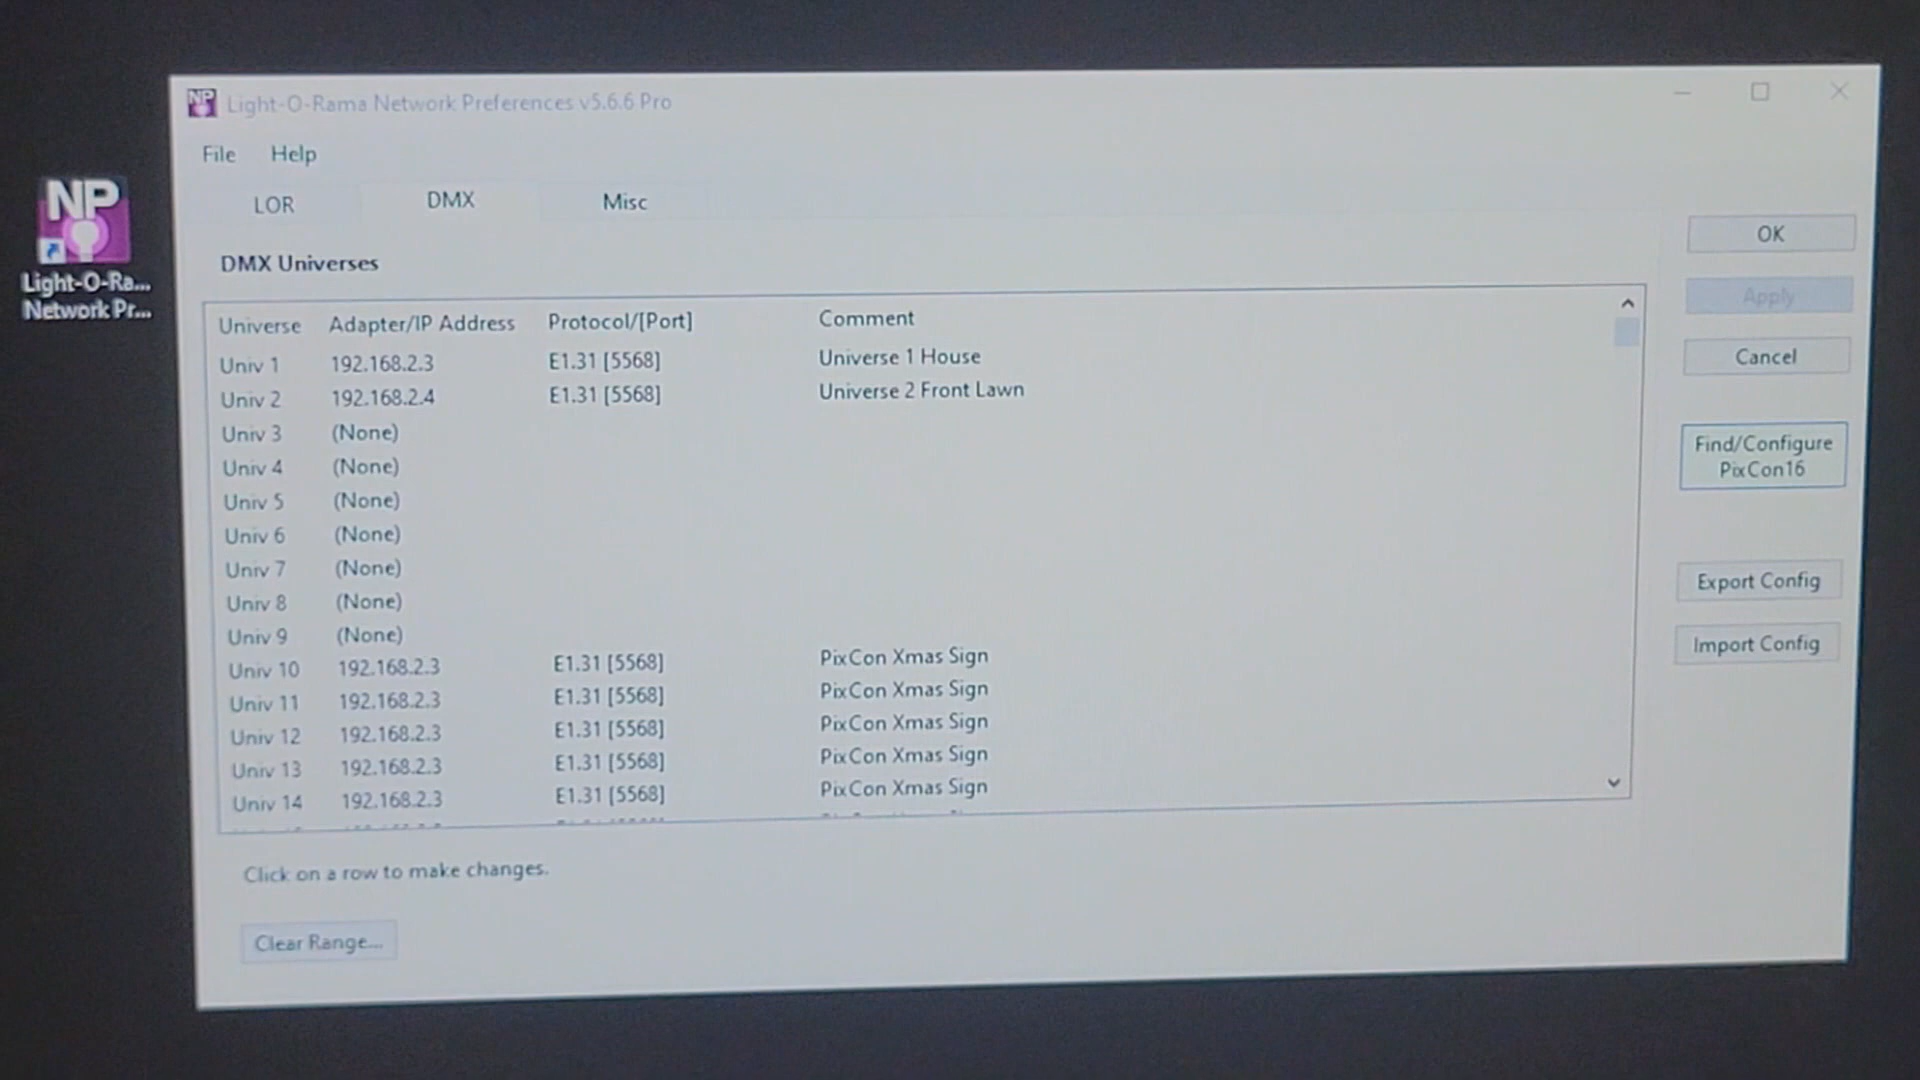 Light-O-Rama Network Preferences v5.6.6 Pro
File Help
LOR DMX Misc
NP
Light-O-Ra...
Network Pr...
DMX Universes
Universe Adapter/IP Address Protocol/[Port] Comment
Univ 1 192.168.2.3 E1.31 [5568] Universe 1 House
Univ 2 192.168.2.4 E1.31 [5568] Universe 2 Front Lawn
Univ 3 (None)
Univ 4 (None)
Univ 5 (None)
Univ 6 (None)
Univ 7 (None)
Univ 8 (None)
Univ 9 (None)
Univ 10 192.168.2.3 E1.31 [5568] PixCon Xmas Sign
Univ 11 192.168.2.3 E1.31 [5568] PixCon Xmas Sign
Univ 12 192.168.2.3 E1.31 [5568] PixCon Xmas Sign
Univ 13 192.168.2.3 E1.31 [5568] PixCon Xmas Sign
Univ 14 192.168.2.3 E1.31 [5568] PixCon Xmas Sign
Click on a row to make changes.
Clear Range...
OK
Apply
Cancel
Find/Configure
PixCon16
Export Config
Import Config